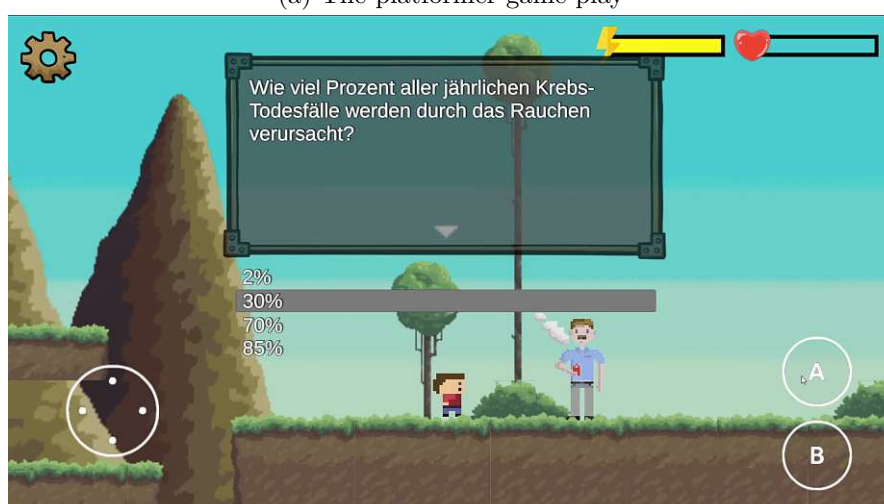 (a) The platformer game play
Wie viel Prozent aller jährlichen Krebs-
Todesfälle werden durch das Rauchen
verursacht?
2%
30%
70%
85%
A
B